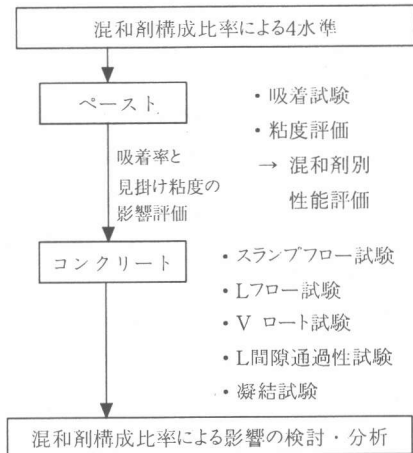 混和剤構成比率による4水準
ペースト
・吸着試験
・粘度評価
→ 混和剤別
性能評価
吸着率と
見掛け粘度の
影響評価
コンクリート
・スランプフロー試験
・Lフロー試験
・V ロート試験
・L間隙通過性試験
・凝結試験
混和剤構成比率による影響の検討・分析